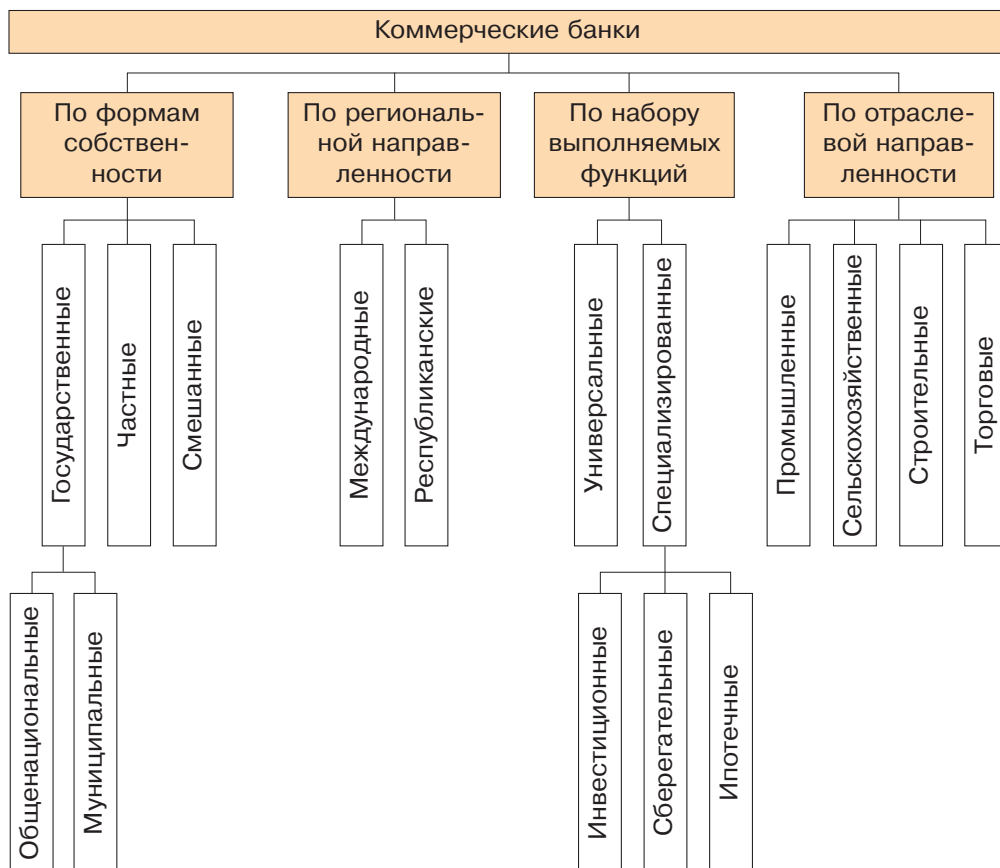 Коммерческие банки
По формам
собствен-
ности
По региональ-
ной направ-
ленности
По набору
выполняемых
функций
По отрасле-
вой направ-
ленности
Государственные
Частные
Смешанные
Международные
Республиканские
Универсальные
Специализированные
Промышленные
Сельскохозяйственные
Строительные
Торговые
Общенациональные
Муниципальные
Инвестиционные
Сберегательные
Ипотечные